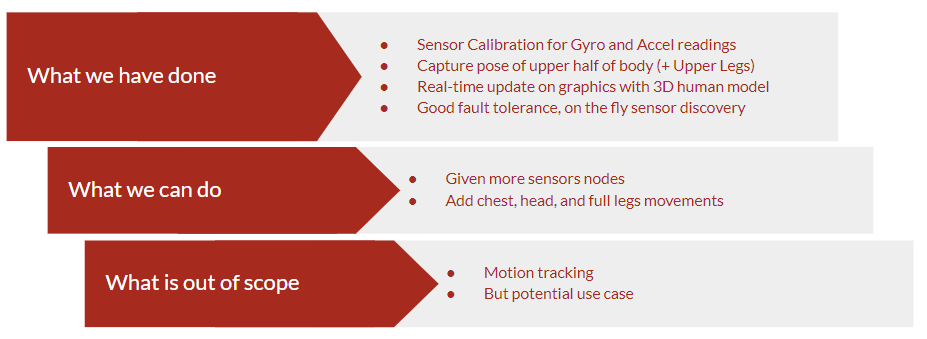 What we have done
● Sensor Calibration for Gyro and Accel readings
● Capture pose of upper half of body (+ Upper Legs)
● Real-time update on graphics with 3D human model
● Good fault tolerance, on the fly sensor discovery
What we can do
● Given more sensors nodes
● Add chest, head, and full legs movements
What is out of scope
● Motion tracking
● But potential use case